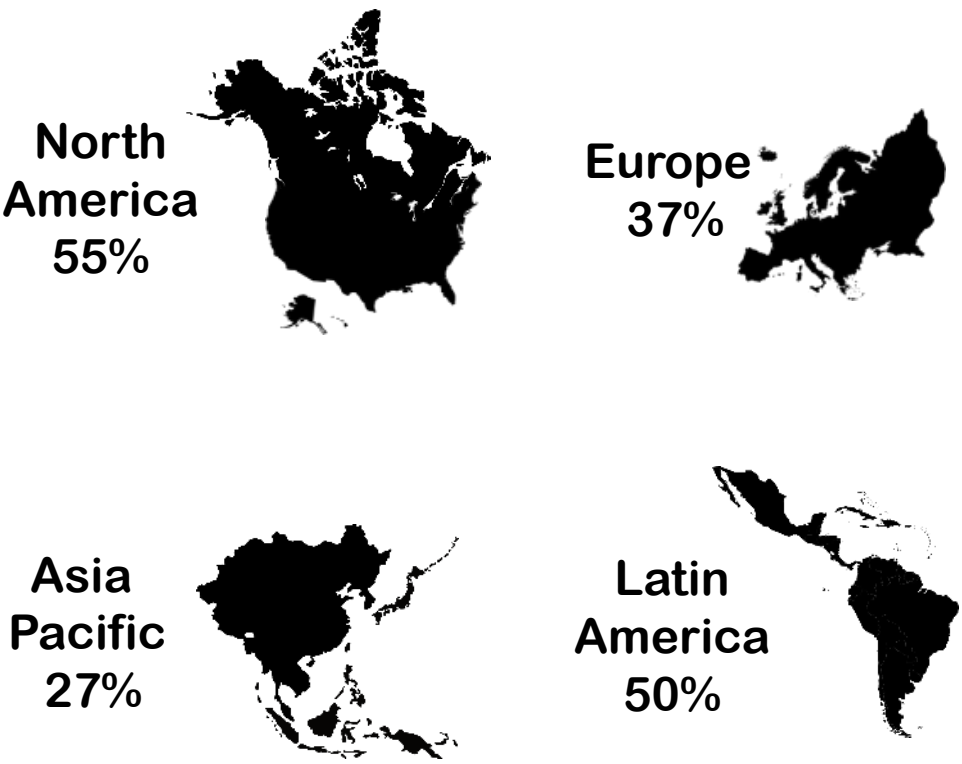 North
America
55%
Europe
37%
Asia
Pacific
27%
Latin
America
50%